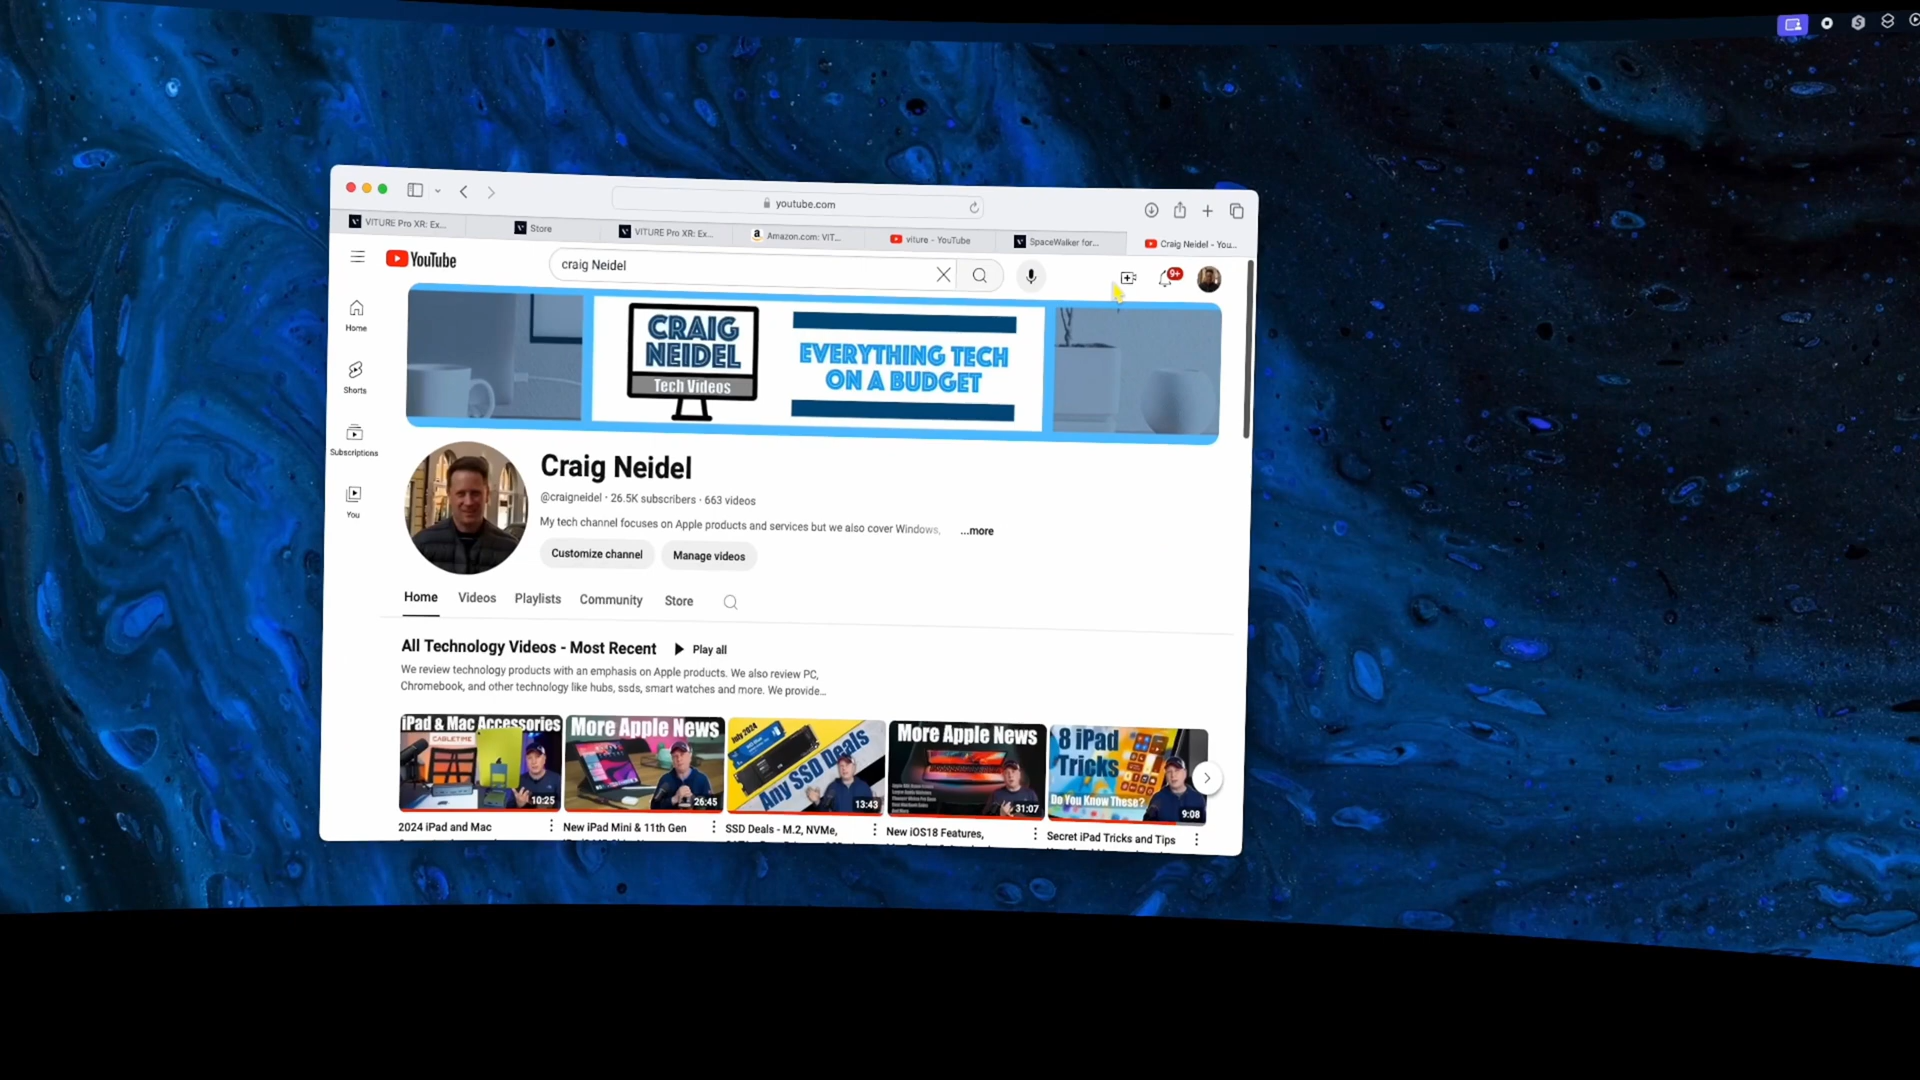 youtube.com
VITURE Pro XR: Ex...
Store
VITURE Pro XR: Ex...
Amazon.com: VIT...
viture - YouTube
SpaceWalker for...
Craig Neidel - You...
YouTube
craig Neidel
9+
Home
Shorts
Subscriptions
You
CRAIG
NEIDEL
Tech Videos
EVERYTHING TECH
ON A BUDGET
Craig Neidel
@craigneidel · 26.5K subscribers · 663 videos
My tech channel focuses on Apple products and services but we also cover Windows, ...more
Customize channel
Manage videos
Home Videos Playlists Community Store
All Technology Videos - Most Recent
Play all
We review technology products with an emphasis on Apple products. We also review PC,
Chromebook, and other technology like hubs, ssds, smart watches and more. We provide...
iPad & Mac Accessories
CABLETIME
10:25
More Apple News
26:45
July 2024
Any SSD Deals
13:43
More Apple News
31:07
8 iPad
Tricks
Do You Know These?
9:08
2024 iPad and Mac
New iPad Mini & 11th Gen
SSD Deals - M.2, NVMe,
New iOS18 Features,
Secret iPad Tricks and Tips